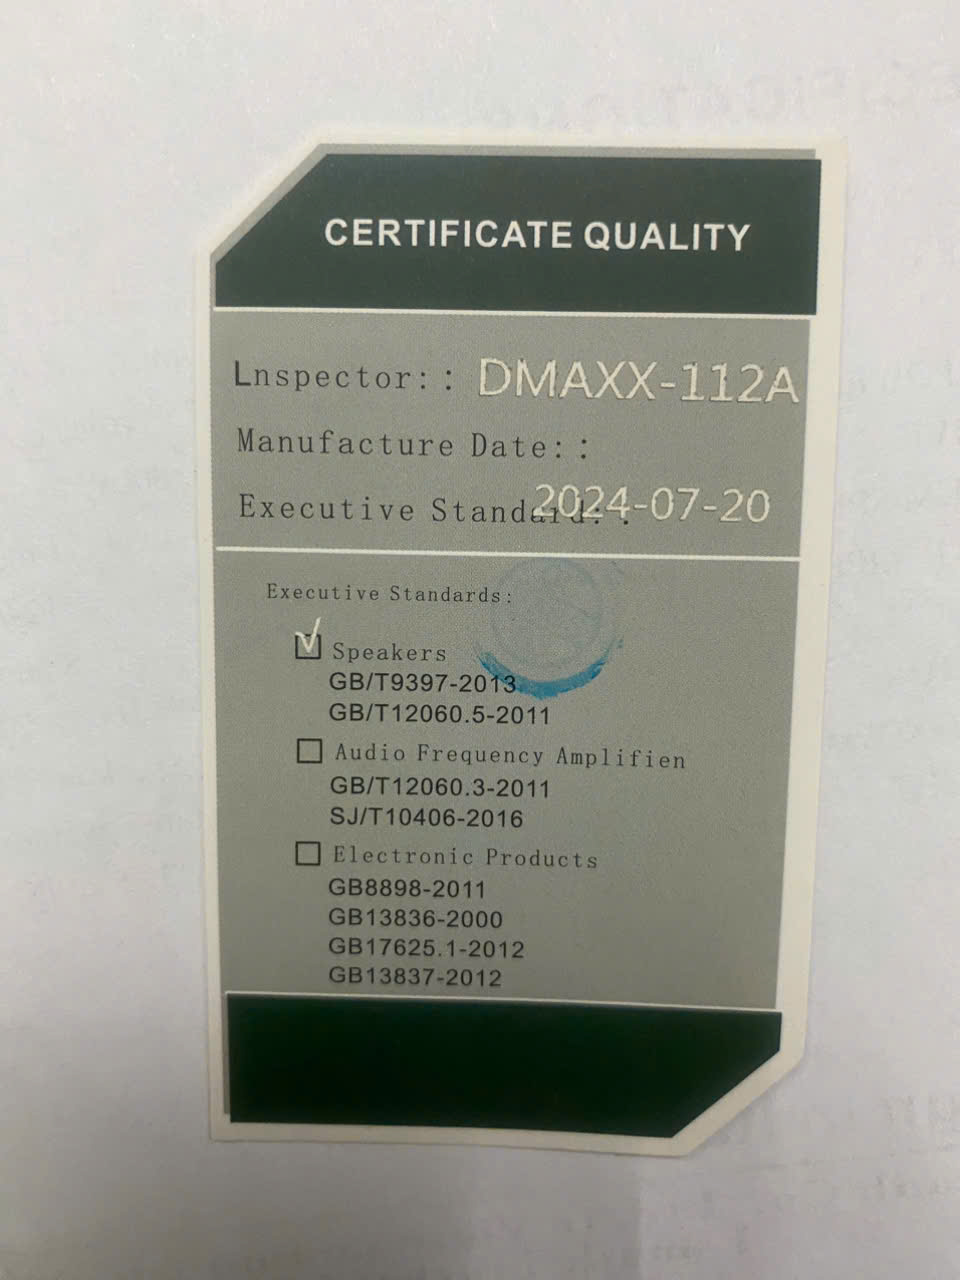 CERTIFICATE QUALITY
Lnspector:: DMAXX-112A
Manufacture Date::
Executive Standard:: 2024-07-20
Executive Standards:
√ Speakers
GB/T9397-2013
GB/T12060.5-2011
Audio Frequency Amplifien
GB/T12060.3-2011
SJ/T10406-2016
Electronic Products
GB8898-2011
GB13836-2000
GB17625.1-2012
GB13837-2012